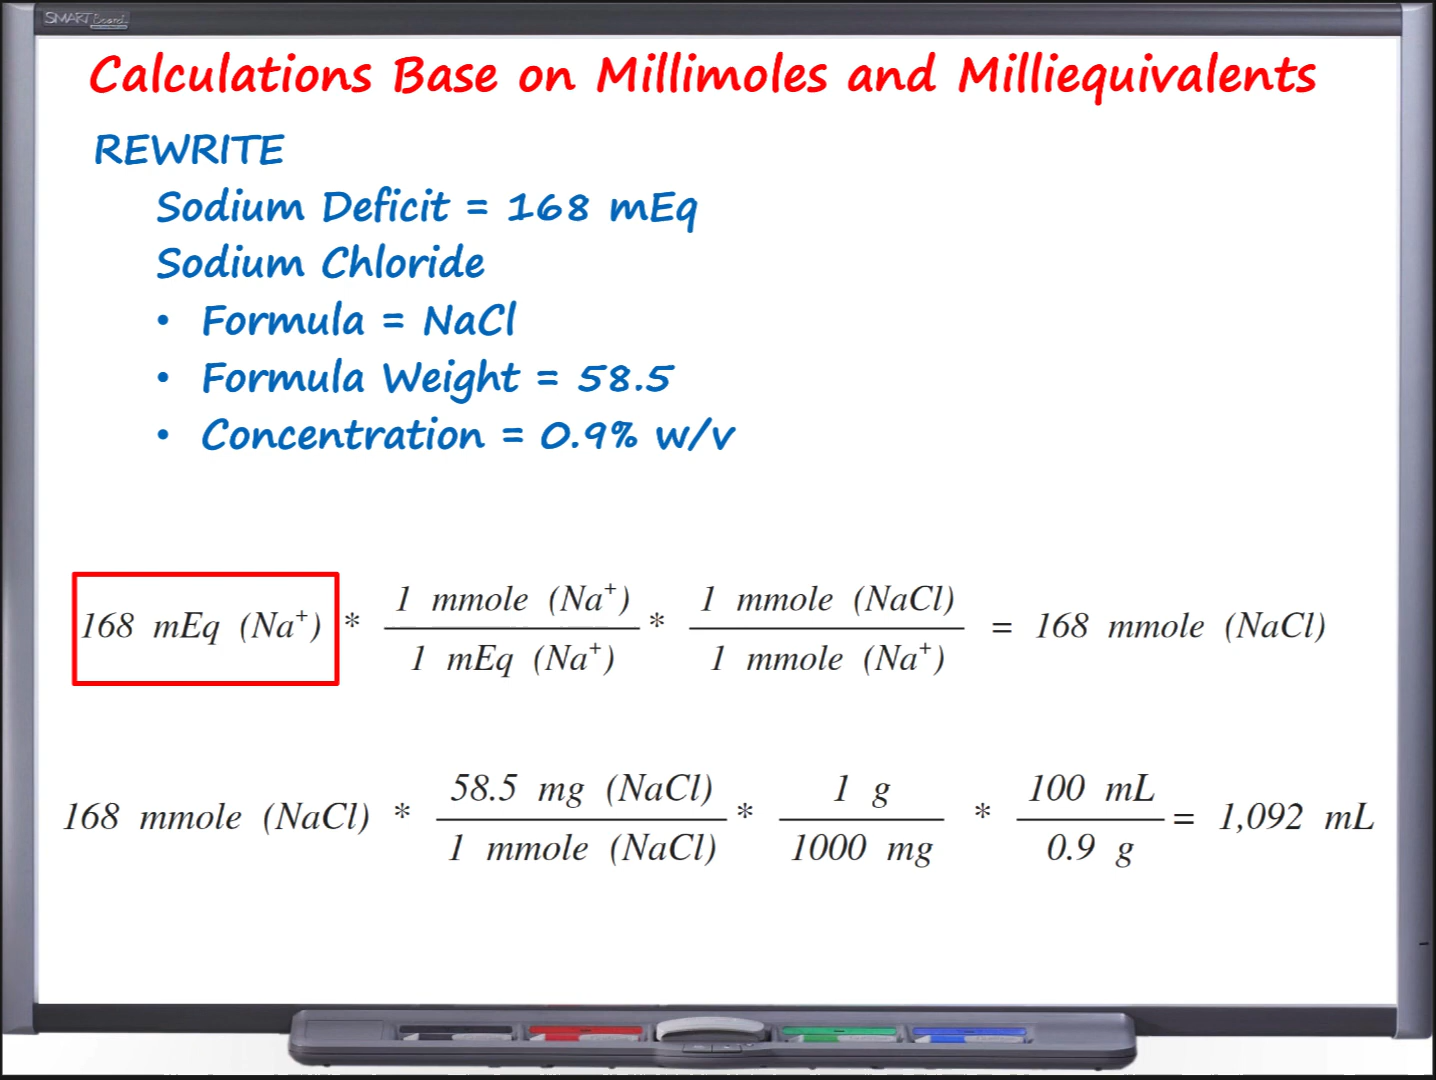 SMART Board
Calculations Base on Millimoles and Milliequivalents
REWRITE
Sodium Deficit = 168 mEq
Sodium Chloride
• Formula = NaCl
• Formula Weight = 58.5
• Concentration = 0.9% w/v
168 mEq (Na⁺) * 1 mmole (Na⁺) / 1 mEq (Na⁺) * 1 mmole (NaCl) / 1 mmole (Na⁺) = 168 mmole (NaCl)
168 mmole (NaCl) * 58.5 mg (NaCl) / 1 mmole (NaCl) * 1 g / 1000 mg * 100 mL / 0.9 g = 1,092 mL